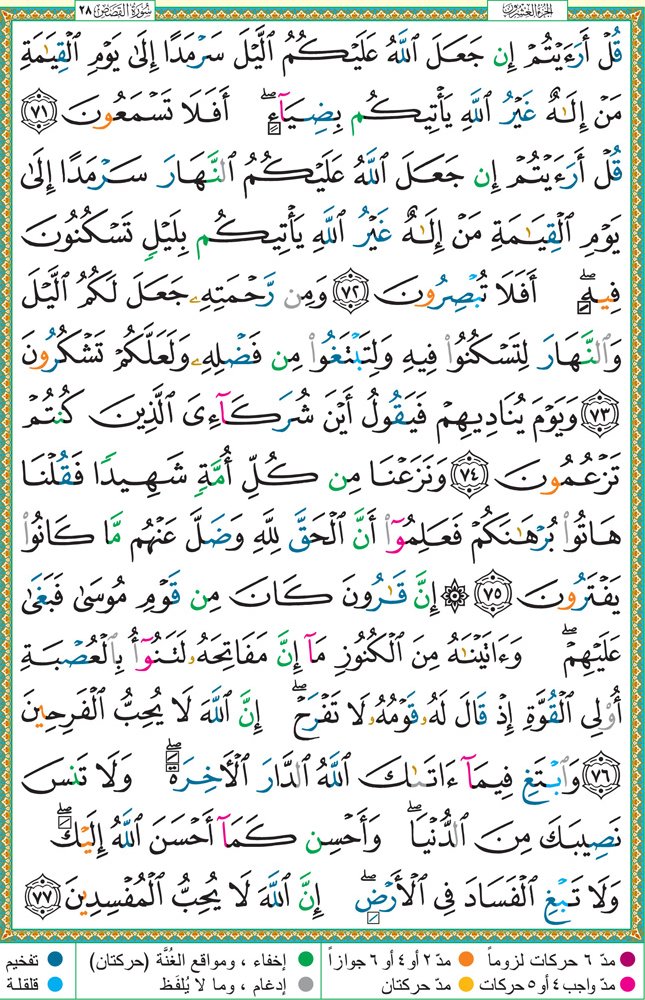 الجزء العشرون سورة القصص ٢٨
قُلْ أَرَءَيْتُمْ إِن جَعَلَ ٱللَّهُ عَلَيْكُمُ ٱلَّيْلَ سَرْمَدًا إِلَىٰ يَوْمِ ٱلْقِيَٰمَةِ
مَنْ إِلَٰهٌ غَيْرُ ٱللَّهِ يَأْتِيكُم بِضِيَآءٍ ۖ أَفَلَا تَسْمَعُونَ ٧١
قُلْ أَرَءَيْتُمْ إِن جَعَلَ ٱللَّهُ عَلَيْكُمُ ٱلنَّهَارَ سَرْمَدًا إِلَىٰ
يَوْمِ ٱلْقِيَٰمَةِ مَنْ إِلَٰهٌ غَيْرُ ٱللَّهِ يَأْتِيكُم بِلَيْلٍ تَسْكُنُونَ
فِيهِ ۖ أَفَلَا تُبْصِرُونَ ٧٢ وَمِن رَّحْمَتِهِۦ جَعَلَ لَكُمُ ٱلَّيْلَ
وَٱلنَّهَارَ لِتَسْكُنُوا۟ فِيهِ وَلِتَبْتَغُوا۟ مِن فَضْلِهِۦ وَلَعَلَّكُمْ تَشْكُرُونَ
٧٣ وَيَوْمَ يُنَادِيهِمْ فَيَقُولُ أَيْنَ شُرَكَآءِىَ ٱلَّذِينَ كُنتُمْ
تَزْعُمُونَ ٧٤ وَنَزَعْنَا مِن كُلِّ أُمَّةٍ شَهِيدًا فَقُلْنَا
هَاتُوا۟ بُرْهَٰنَكُمْ فَعَلِمُوٓا۟ أَنَّ ٱلْحَقَّ لِلَّهِ وَضَلَّ عَنْهُم مَّا كَانُوا۟
يَفْتَرُونَ ٧٥ ۞ إِنَّ قَٰرُونَ كَانَ مِن قَوْمِ مُوسَىٰ فَبَغَىٰ
عَلَيْهِمْ ۖ وَءَاتَيْنَٰهُ مِنَ ٱلْكُنُوزِ مَآ إِنَّ مَفَاتِحَهُۥ لَتَنُوٓأُ بِٱلْعُصْبَةِ
أُو۟لِى ٱلْقُوَّةِ إِذْ قَالَ لَهُۥ قَوْمُهُۥ لَا تَفْرَحْ ۖ إِنَّ ٱللَّهَ لَا يُحِبُّ ٱلْفَرِحِينَ
٧٦ وَٱبْتَغِ فِيمَآ ءَاتَىٰكَ ٱللَّهُ ٱلدَّارَ ٱلْءَاخِرَةَ ۖ وَلَا تَنسَ
نَصِيبَكَ مِنَ ٱلدُّنْيَا ۖ وَأَحْسِن كَمَآ أَحْسَنَ ٱللَّهُ إِلَيْكَ ۖ
وَلَا تَبْغِ ٱلْفَسَادَ فِى ٱلْأَرْضِ ۖ إِنَّ ٱللَّهَ لَا يُحِبُّ ٱلْمُفْسِدِينَ ٧٧
مدّ ٦ حركات لزوماً مدّ ٢ أو ٤ أو ٦ جوازاً إخفاء ، ومواقع الغُنَّة (حركتان) تفخيم
مدّ واجب ٤ أو ٥ حركات مدّ حركتان إدغام ، وما لا يُلفَظ قلقلة